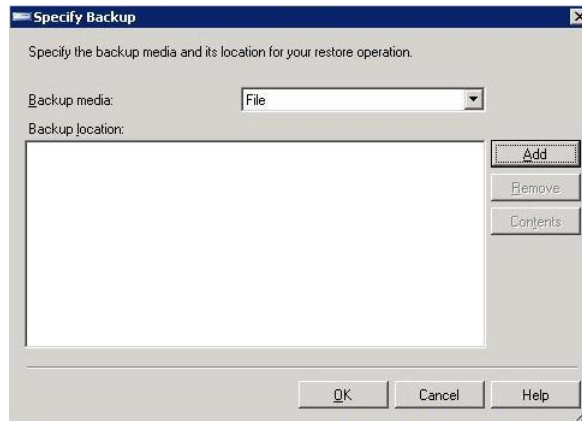 Specify Backup
Specify the backup media and its location for your restore operation.
Backup media:
File
Backup location:
Add
Remove
Contents
OK
Cancel
Help